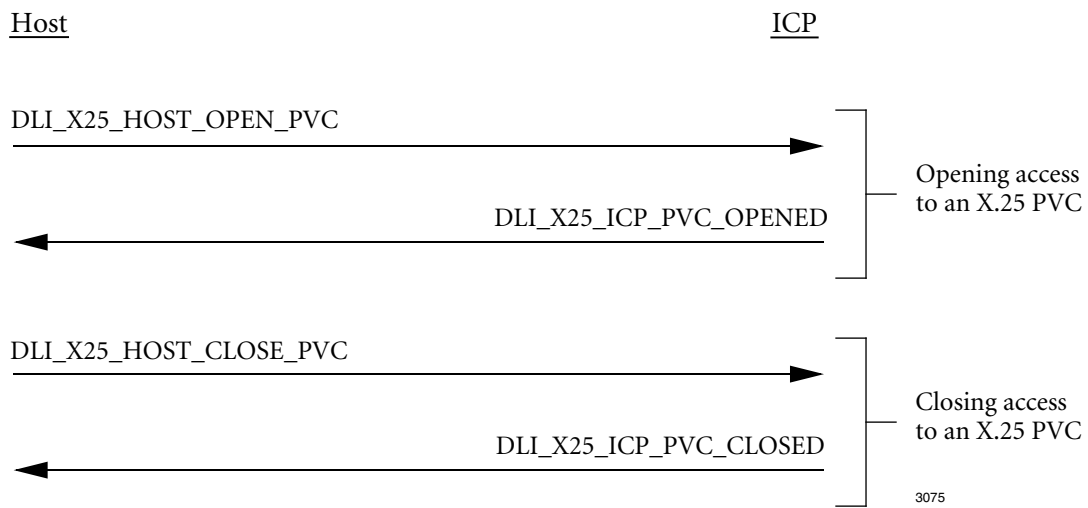 Host
ICP
DLI_X25_HOST_OPEN_PVC
DLI_X25_ICP_PVC_OPENED
Opening access
to an X.25 PVC
DLI_X25_HOST_CLOSE_PVC
DLI_X25_ICP_PVC_CLOSED
Closing access
to an X.25 PVC
3075